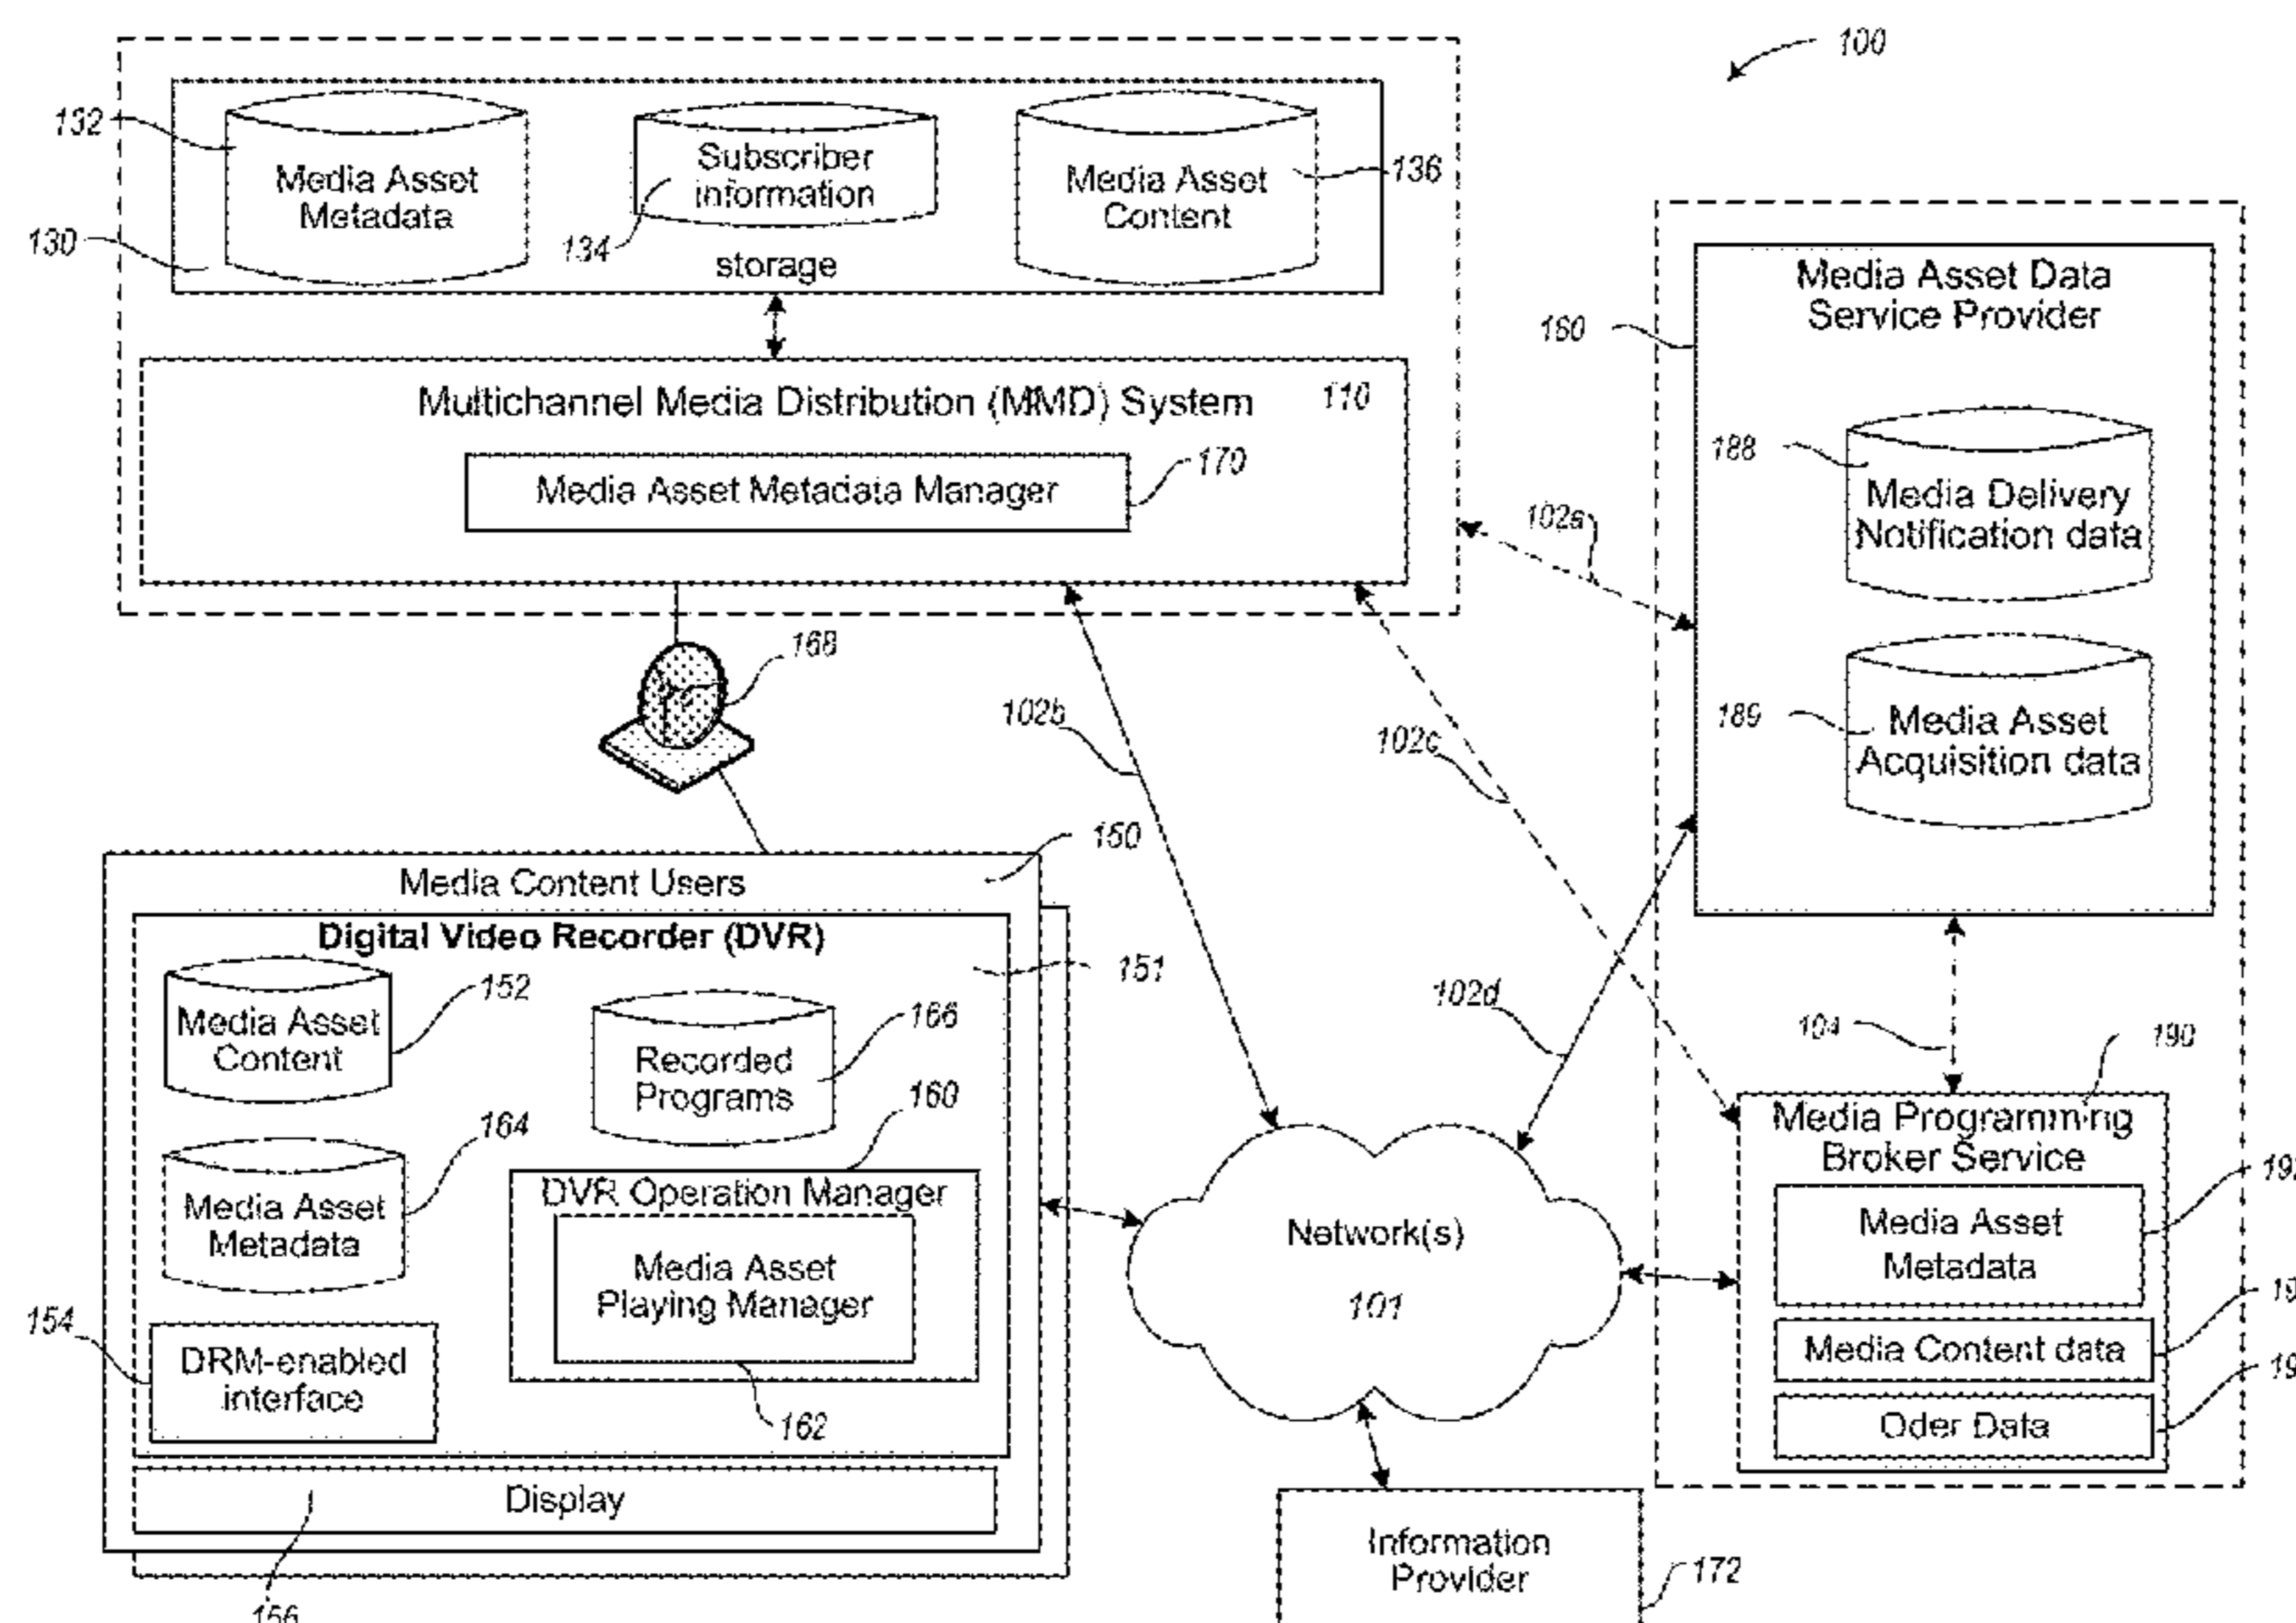 100
132
Media Asset
Metadata
Subscriber
information
134
Media Asset
Content
136
130
storage
Multichannel Media Distribution (MMD) System
110
Media Asset Metadata Manager
170
168
102a
102b
102c
102d
Media Asset Data
Service Provider
160
188
Media Delivery
Notification data
189
Media Asset
Acquisition data
104
190
Media Programming
Broker Service
Media Asset
Metadata
Media Content data
Oder Data
150
Media Content Users
Digital Video Recorder (DVR)
151
152
Media Asset
Content
166
Recorded
Programs
164
Media Asset
Metadata
160
DVR Operation Manager
Media Asset
Playing Manager
162
154
DRM-enabled
interface
Display
156
Network(s)
101
Information
Provider
172